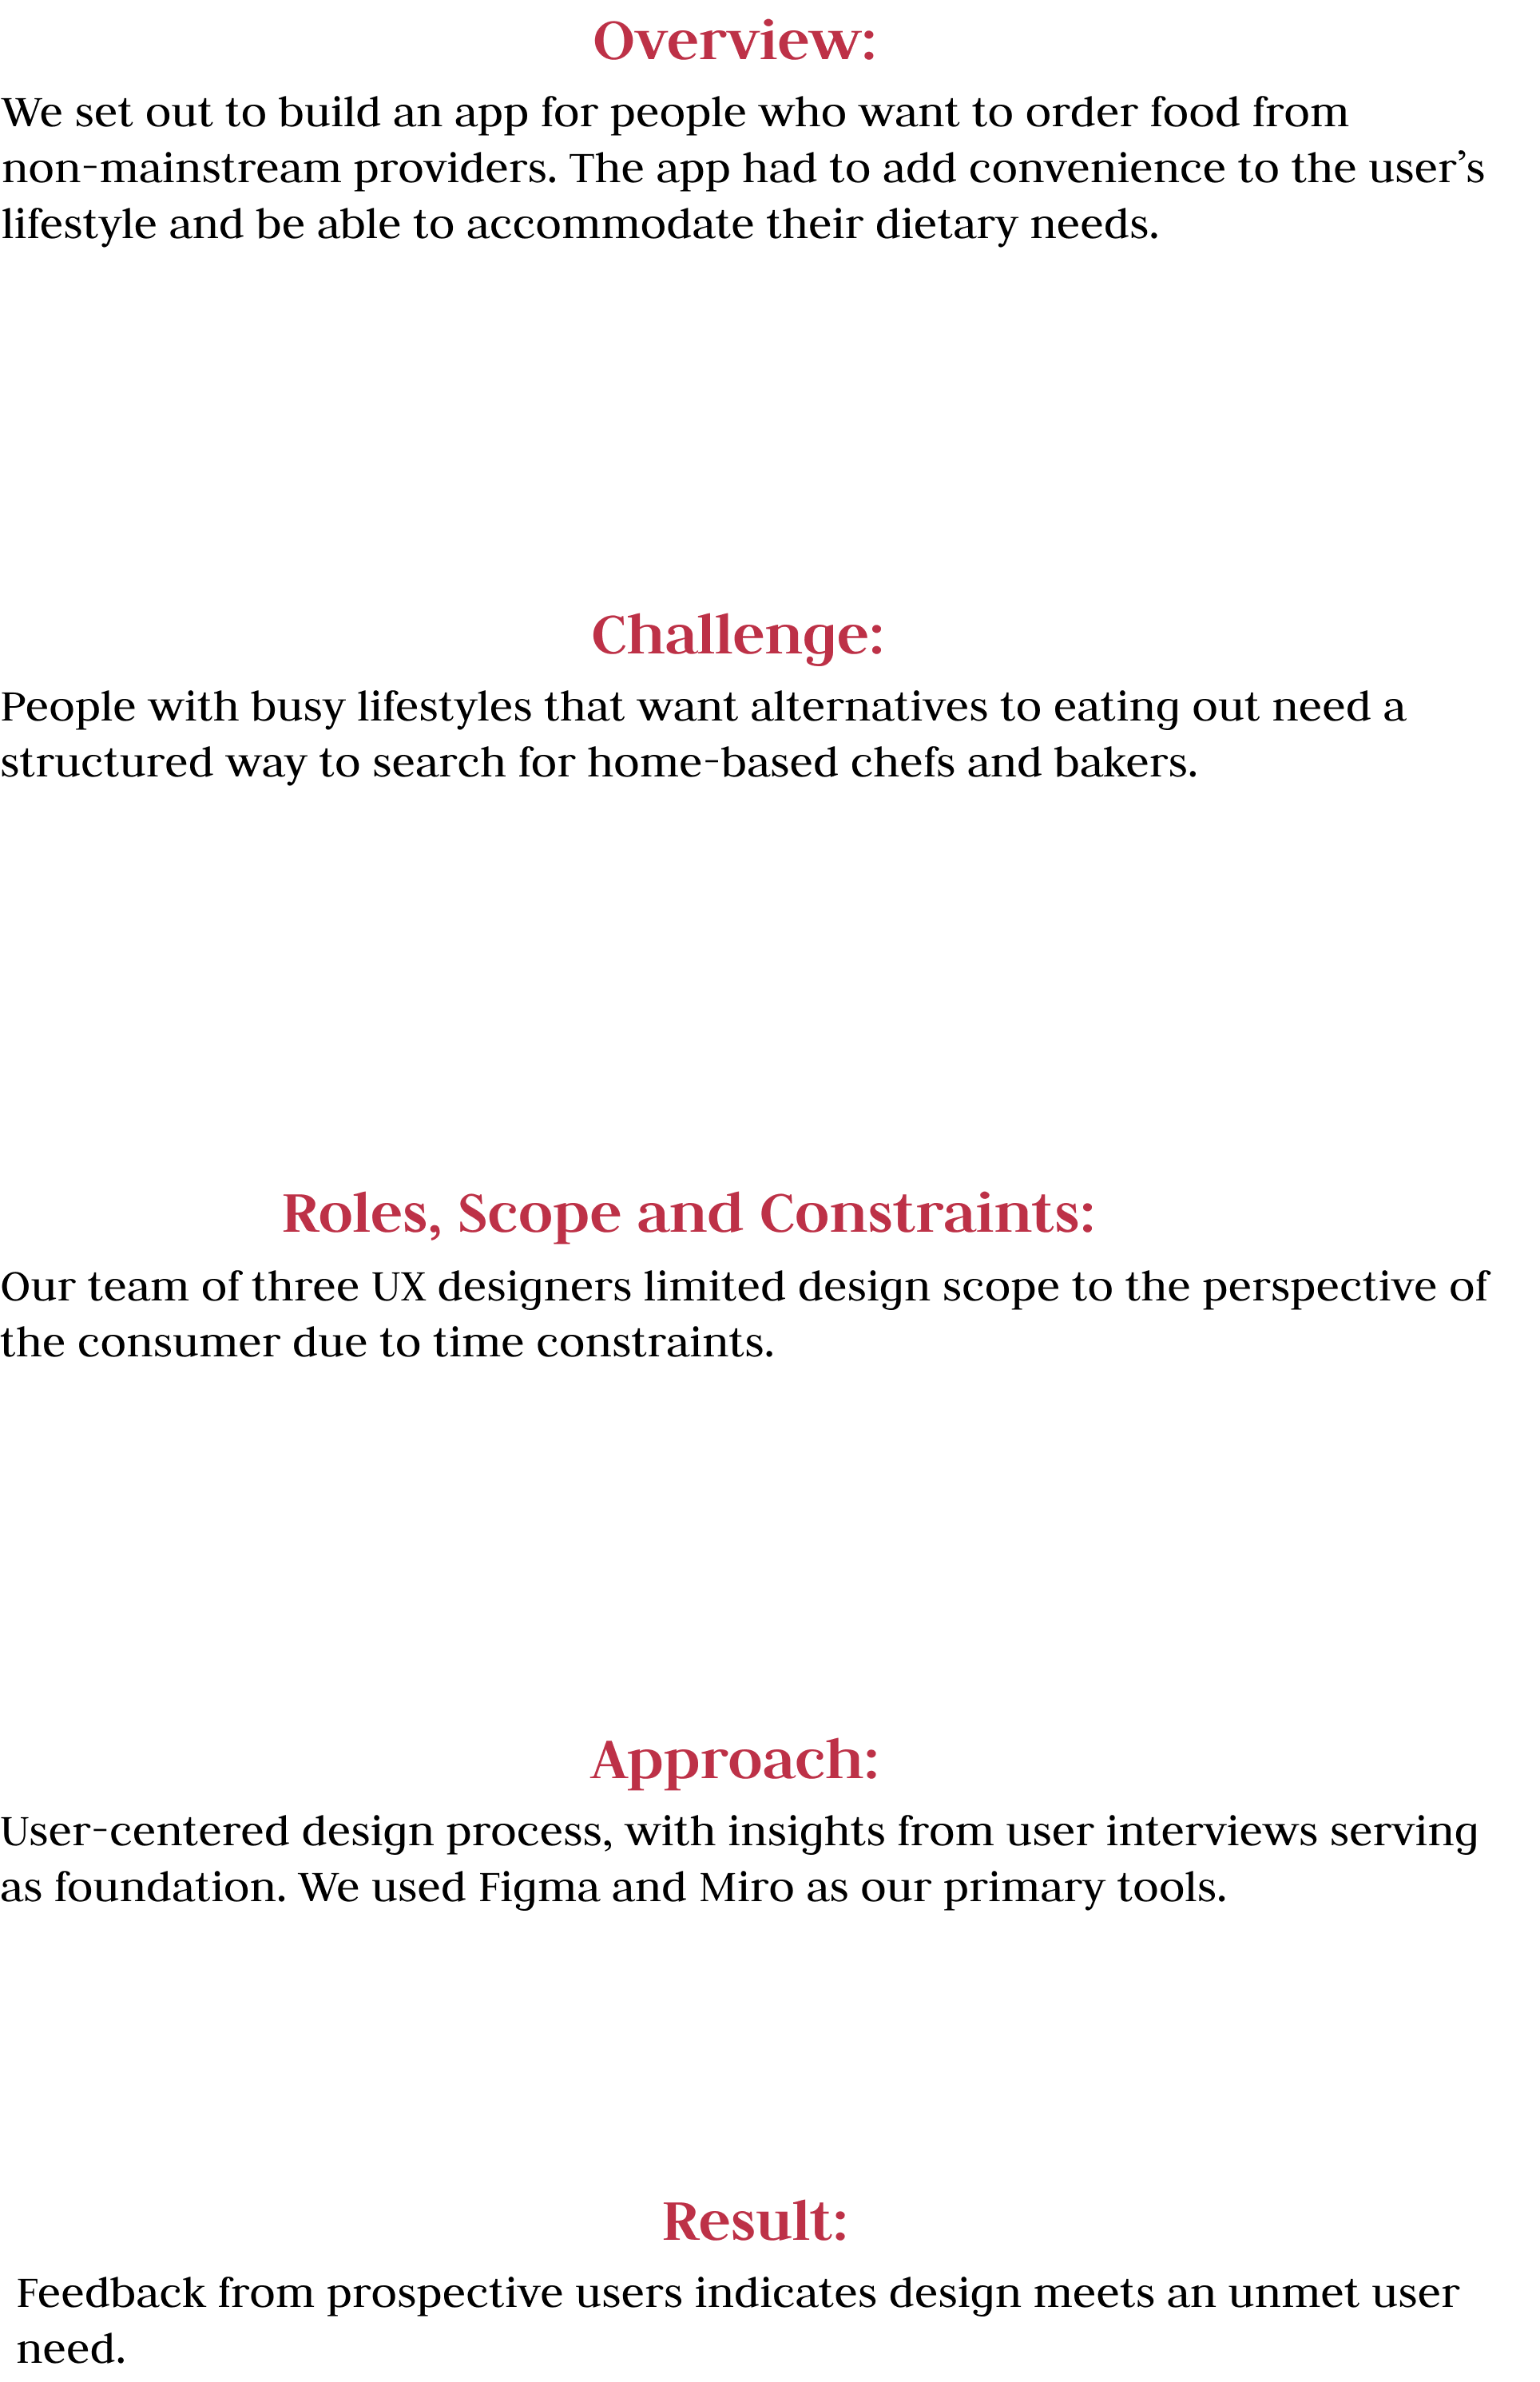 Overview:
We set out to build an app for people who want to order food from
non-mainstream providers. The app had to add convenience to the user’s
lifestyle and be able to accommodate their dietary needs.
Challenge:
People with busy lifestyles that want alternatives to eating out need a
structured way to search for home-based chefs and bakers.
Roles, Scope and Constraints:
Our team of three UX designers limited design scope to the perspective of
the consumer due to time constraints.
Approach:
User-centered design process, with insights from user interviews serving
as foundation. We used Figma and Miro as our primary tools.
Result:
Feedback from prospective users indicates design meets an unmet user
need.